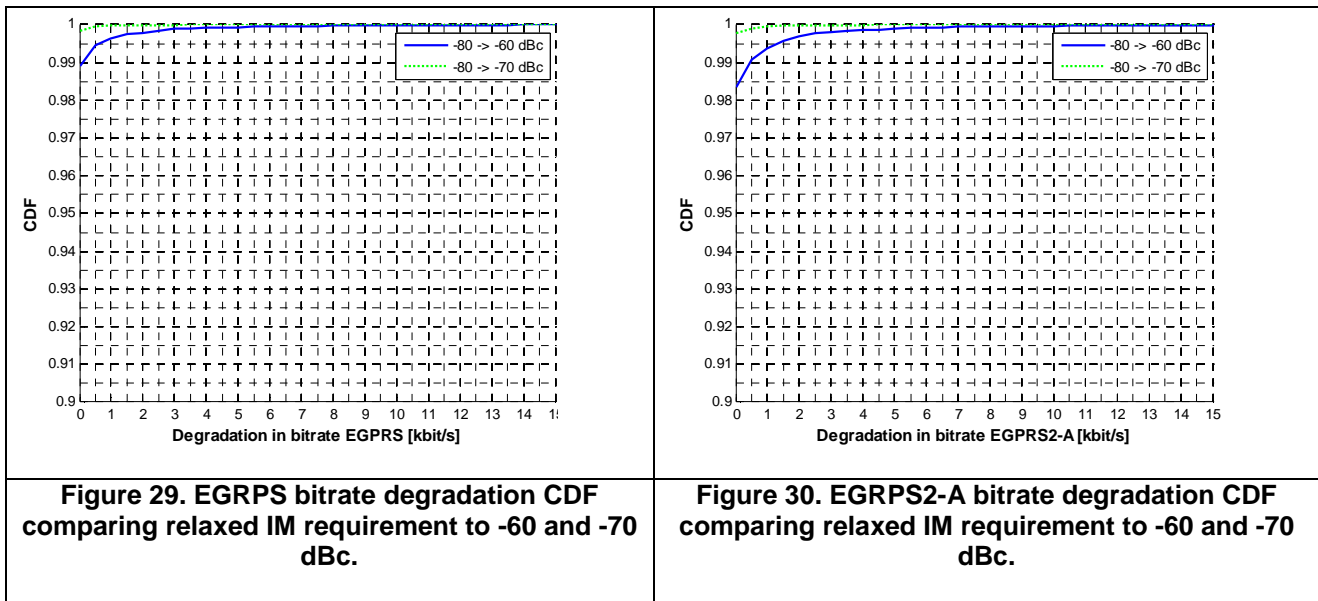 1
0.99
0.98
0.97
0.96
0.95
0.94
0.93
0.92
0.91
0.9
CDF
-80 -> -60 dBc
-80 -> -70 dBc
0 1 2 3 4 5 6 7 8 9 10 11 12 13 14 15
Degradation in bitrate EGPRS [kbit/s]
Figure 29. EGRPS bitrate degradation CDF
comparing relaxed IM requirement to -60 and -70
dBc.
1
0.99
0.98
0.97
0.96
0.95
0.94
0.93
0.92
0.91
0.9
CDF
-80 -> -60 dBc
-80 -> -70 dBc
0 1 2 3 4 5 6 7 8 9 10 11 12 13 14 15
Degradation in bitrate EGPRS2-A [kbit/s]
Figure 30. EGRPS2-A bitrate degradation CDF
comparing relaxed IM requirement to -60 and -70
dBc.